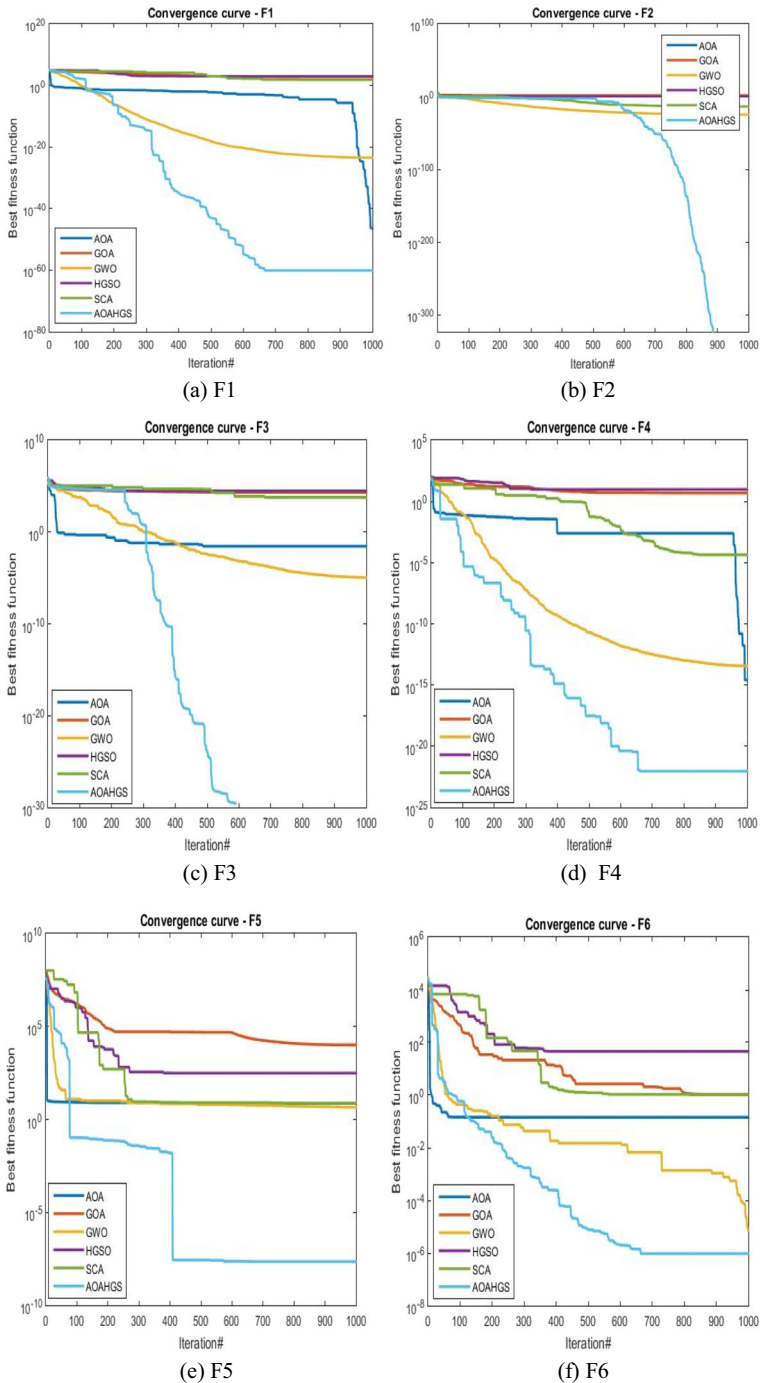 Convergence curve - F1
Best fitness function
10^20
10^0
10^-20
10^-40
10^-60
10^-80
AOA
GOA
GWO
HGSO
SCA
AOAHGS
0 100 200 300 400 500 600 700 800 900 1000
Iteration#
(a) F1
Convergence curve - F2
Best fitness function
10^100
10^0
10^-100
10^-200
10^-300
AOA
GOA
GWO
HGSO
SCA
AOAHGS
0 100 200 300 400 500 600 700 800 900 1000
Iteration#
(b) F2
Convergence curve - F3
Best fitness function
10^10
10^0
10^-10
10^-20
10^-30
AOA
GOA
GWO
HGSO
SCA
AOAHGS
0 100 200 300 400 500 600 700 800 900 1000
Iteration#
(c) F3
Convergence curve - F4
Best fitness function
10^5
10^0
10^-5
10^-10
10^-15
10^-20
10^-25
AOA
GOA
GWO
HGSO
SCA
AOAHGS
0 100 200 300 400 500 600 700 800 900 1000
Iteration#
(d) F4
Convergence curve - F5
Best fitness function
10^10
10^5
10^0
10^-5
10^-10
AOA
GOA
GWO
HGSO
SCA
AOAHGS
0 100 200 300 400 500 600 700 800 900 1000
Iteration#
(e) F5
Convergence curve - F6
Best fitness function
10^6
10^4
10^2
10^0
10^-2
10^-4
10^-6
10^-8
AOA
GOA
GWO
HGSO
SCA
AOAHGS
0 100 200 300 400 500 600 700 800 900 1000
Iteration#
(f) F6